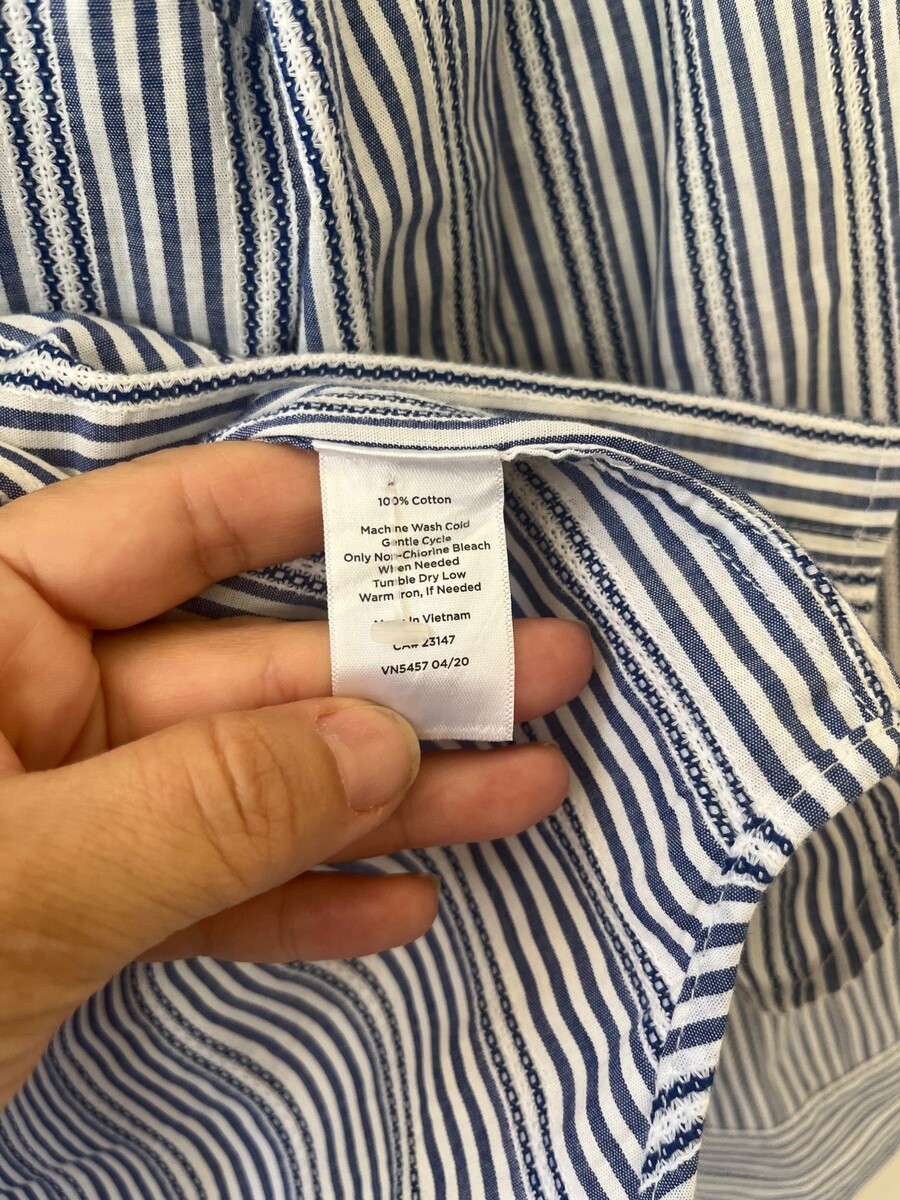 100% Cotton
Machine Wash Cold
Gentle Cycle
Only Non-Chlorine Bleach
When Needed
Tumble Dry Low
Warm Iron, If Needed
Made In Vietnam
CA# 23147
VN5457 04/20